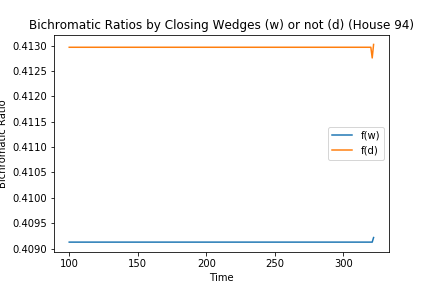 Bichromatic Ratios by Closing Wedges (w) or not (d) (House 94)
0.4130
0.4125
0.4120
0.4115
0.4110
0.4105
0.4100
0.4095
0.4090
Bichromatic Ratio
f(w)
f(d)
100
150
200
250
300
Time